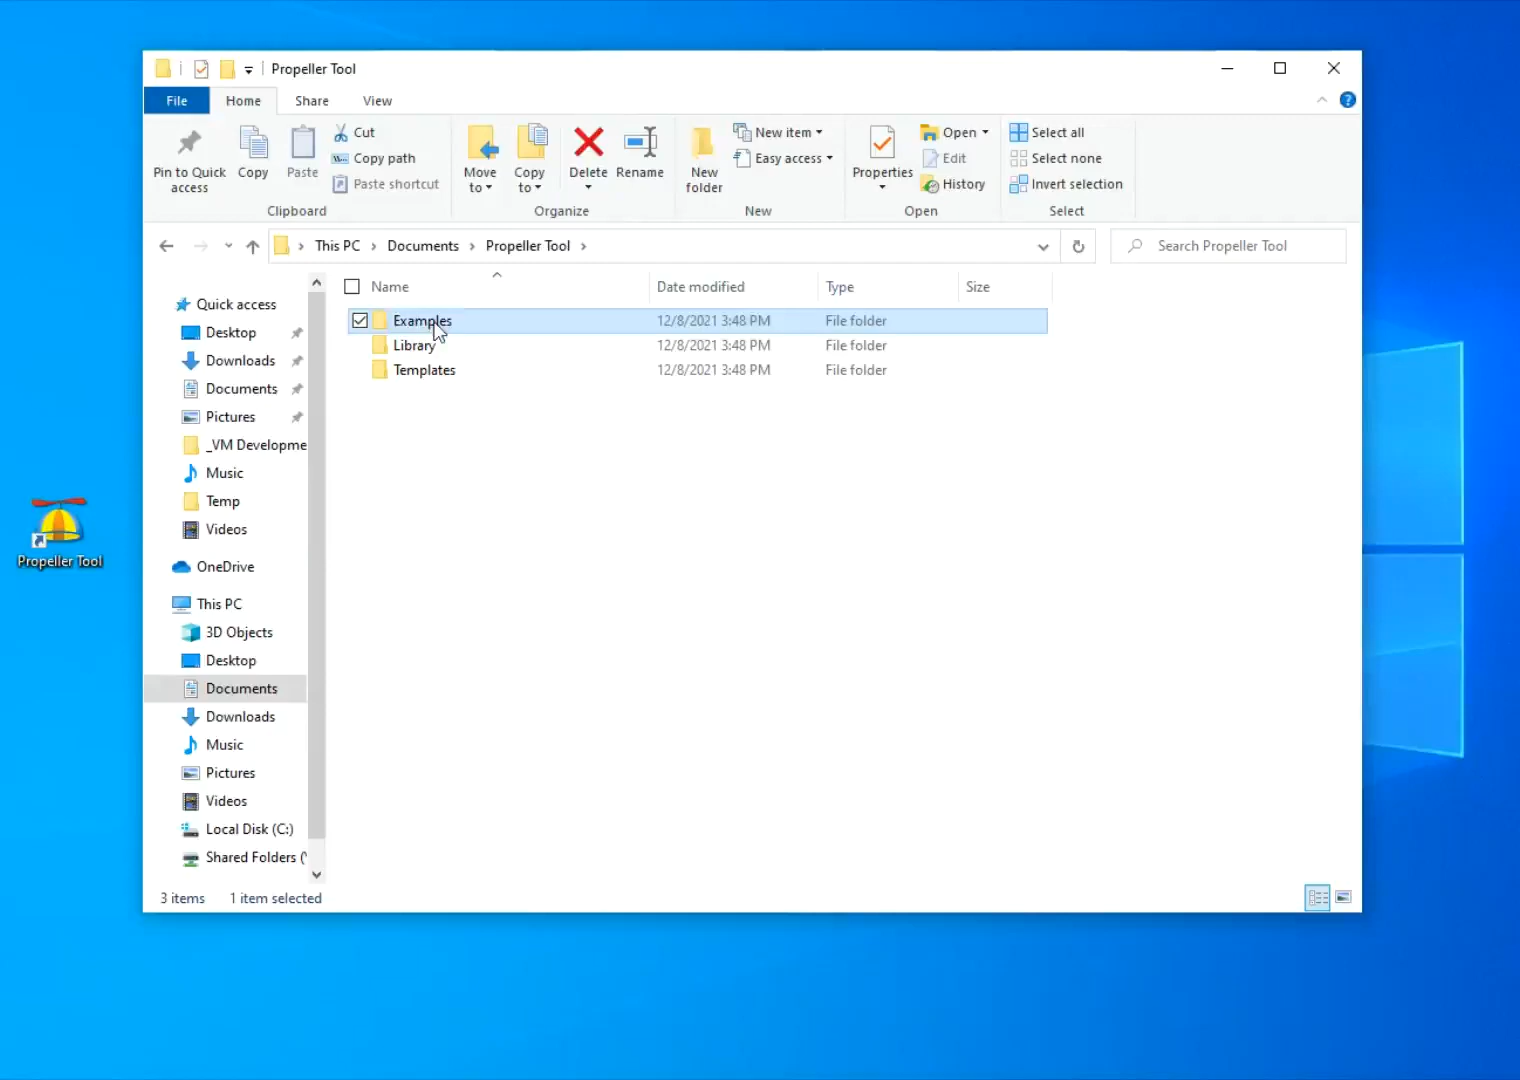 Propeller Tool
File Home Share View
Pin to Quick access
Copy
Paste
Cut
Copy path
Paste shortcut
Clipboard
Move to
Copy to
Delete
Rename
Organize
New folder
New item
Easy access
New
Properties
Open
Edit
History
Open
Select all
Select none
Invert selection
Select
This PC › Documents › Propeller Tool ›
Search Propeller Tool
Name Date modified Type Size
Examples 12/8/2021 3:48 PM File folder
Library 12/8/2021 3:48 PM File folder
Templates 12/8/2021 3:48 PM File folder
Quick access
Desktop
Downloads
Documents
Pictures
_VM Developme
Music
Temp
Videos
OneDrive
This PC
3D Objects
Desktop
Documents
Downloads
Music
Pictures
Videos
Local Disk (C:)
Shared Folders ('
3 items 1 item selected
Propeller Tool